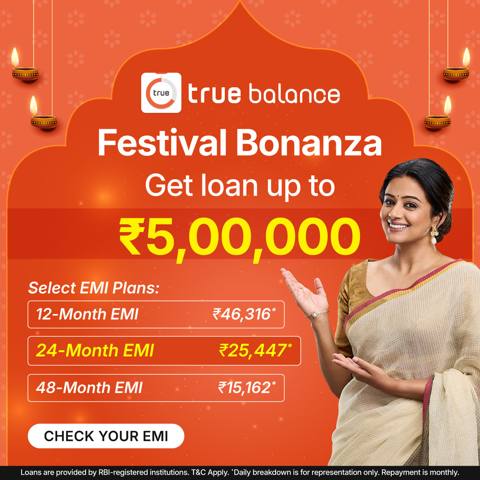 true
true balance
Festival Bonanza
Get loan up to
₹5,00,000
Select EMI Plans:
12-Month EMI ₹46,316*
24-Month EMI ₹25,447*
48-Month EMI ₹15,162*
CHECK YOUR EMI
Loans are provided by RBI-registered institutions. T&C Apply. *Daily breakdown is for representation only. Repayment is monthly.